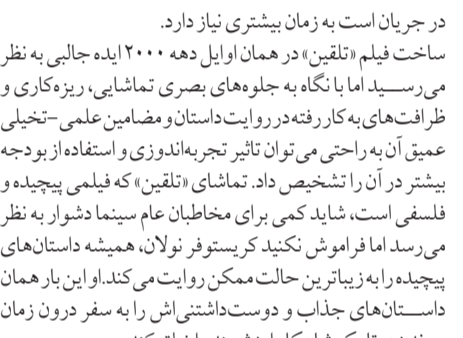 در جریان است به زمان بیشتری نیاز دارد.
ساخت فیلم «تلقین» در همان اوایل دهه ۲۰۰۰ ایده جالبی به نظر
می‌رسید اما با نگاه به جلوه‌های بصری تماشایی، ریزه‌کاری و
ظرافت‌های به کار رفته در روایت داستان و مضامین علمی-تخیلی
عمیق آن به راحتی می‌توان تاثیر تجربه‌اندوزی و استفاده از بودجه
بیشتر در آن را تشخیص داد. تماشای «تلقین» که فیلمی پیچیده و
فلسفی است، شاید کمی برای مخاطبان عام سینما دشوار به نظر
می‌رسد اما فراموش نکنید کریستوفر نولان، همیشه داستان‌های
پیچیده را به زیباترین حالت ممکن روایت می‌کند. او این بار همان
داستان‌های جذاب و دوست‌داشتنی‌اش را به سفر درون زمان